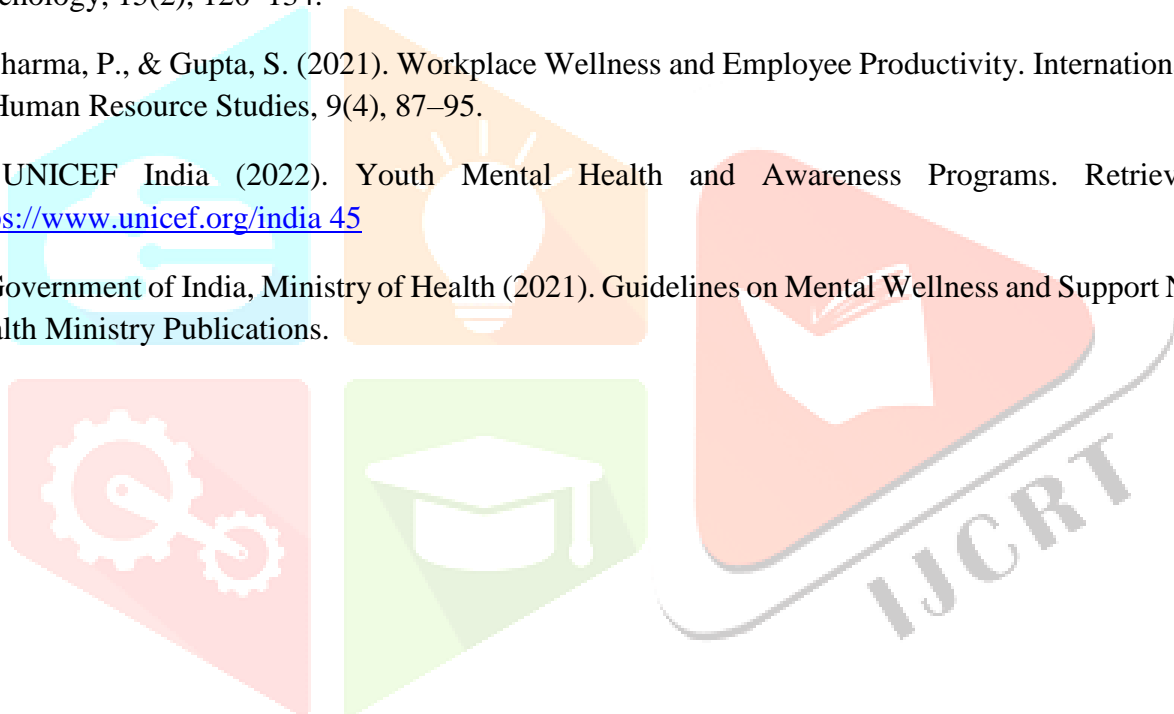 chology, 15(2), 120–134.
harma, P., & Gupta, S. (2021). Workplace Wellness and Employee Productivity. Internation
Human Resource Studies, 9(4), 87–95.
UNICEF India (2022). Youth Mental Health and Awareness Programs. Retriev
ps://www.unicef.org/india 45
Government of India, Ministry of Health (2021). Guidelines on Mental Wellness and Support N
alth Ministry Publications.
IJCRT